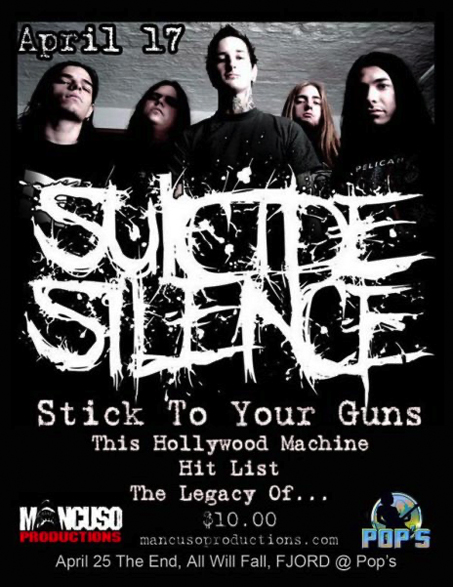 April 17
PELICAN
SUICIDE
SILENCE
Stick To Your Guns
This Hollywood Machine
Hit List
The Legacy Of...
$10.00
MANCUSO
PRODUCTIONS
mancusoproductions.com
POP'S
April 25 The End, All Will Fall, FJORD @ Pop's